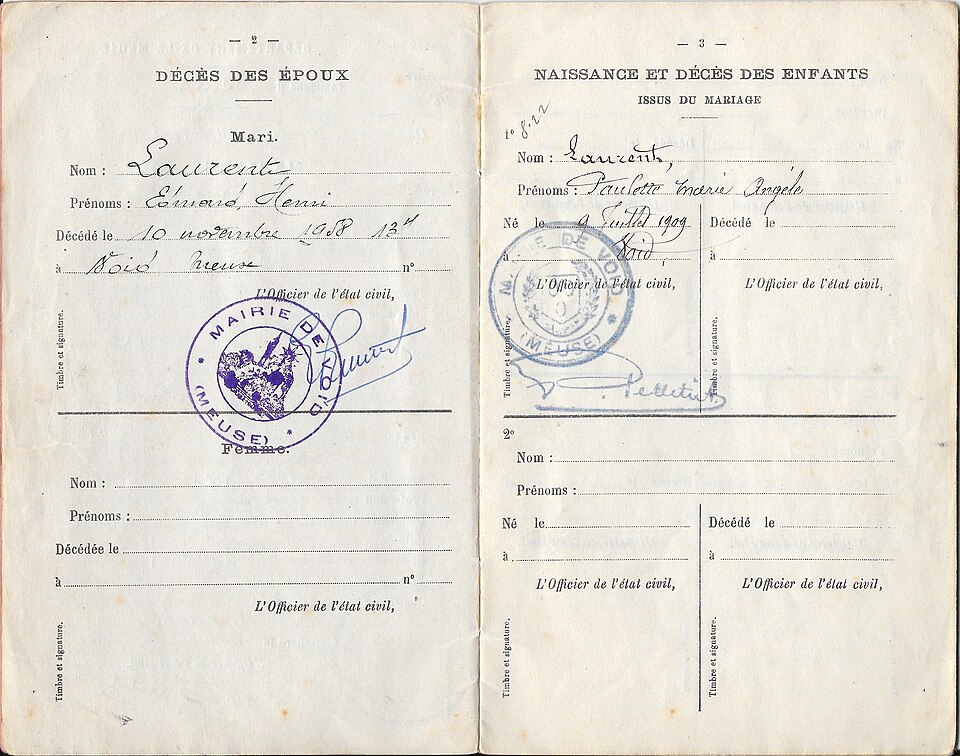 — 2 —
DÉCÈS DES ÉPOUX
Mari.
Nom : Laurent
Prénoms : Edmond, Henri
Décédé le 10 novembre 1958 13h
à Void Meuse n°
L'Officier de l'état civil,
Timbre et signature.
MAIRIE DE VOID
* (MEUSE) *
Femme.
Nom :
Prénoms :
Décédée le
à n°
L'Officier de l'état civil,
Timbre et signature.
— 3 —
NAISSANCE ET DÉCÈS DES ENFANTS
ISSUS DU MARIAGE
1°
Nom : Laurent,
Prénoms : Paulette Marie Angèle
Né le 9 Juillet 1909
à Void,
L'Officier de l'état civil,
Timbre et signature.
MAIRIE DE VOID
* (MEUSE) *
Décédé le
à
L'Officier de l'état civil,
Timbre et signature.
2°
Nom :
Prénoms :
Né le
à
L'Officier de l'état civil,
Timbre et signature.
Décédé le
à
L'Officier de l'état civil,
Timbre et signature.